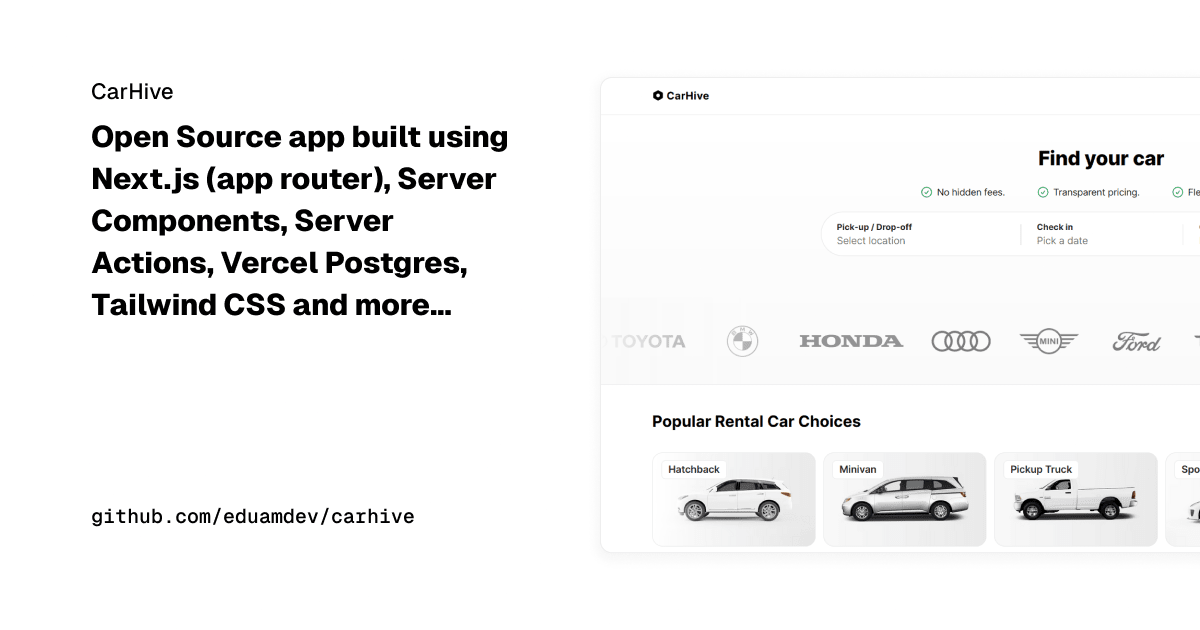 CarHive
Open Source app built using
Next.js (app router), Server
Components, Server
Actions, Vercel Postgres,
Tailwind CSS and more...
github.com/eduamdev/carhive
CarHive
Find your car
No hidden fees.
Transparent pricing.
Fle
Pick-up / Drop-off
Select location
Check in
Pick a date
TOYOTA
BMW
HONDA
MINI
Ford
Popular Rental Car Choices
Hatchback
Minivan
Pickup Truck
Spo